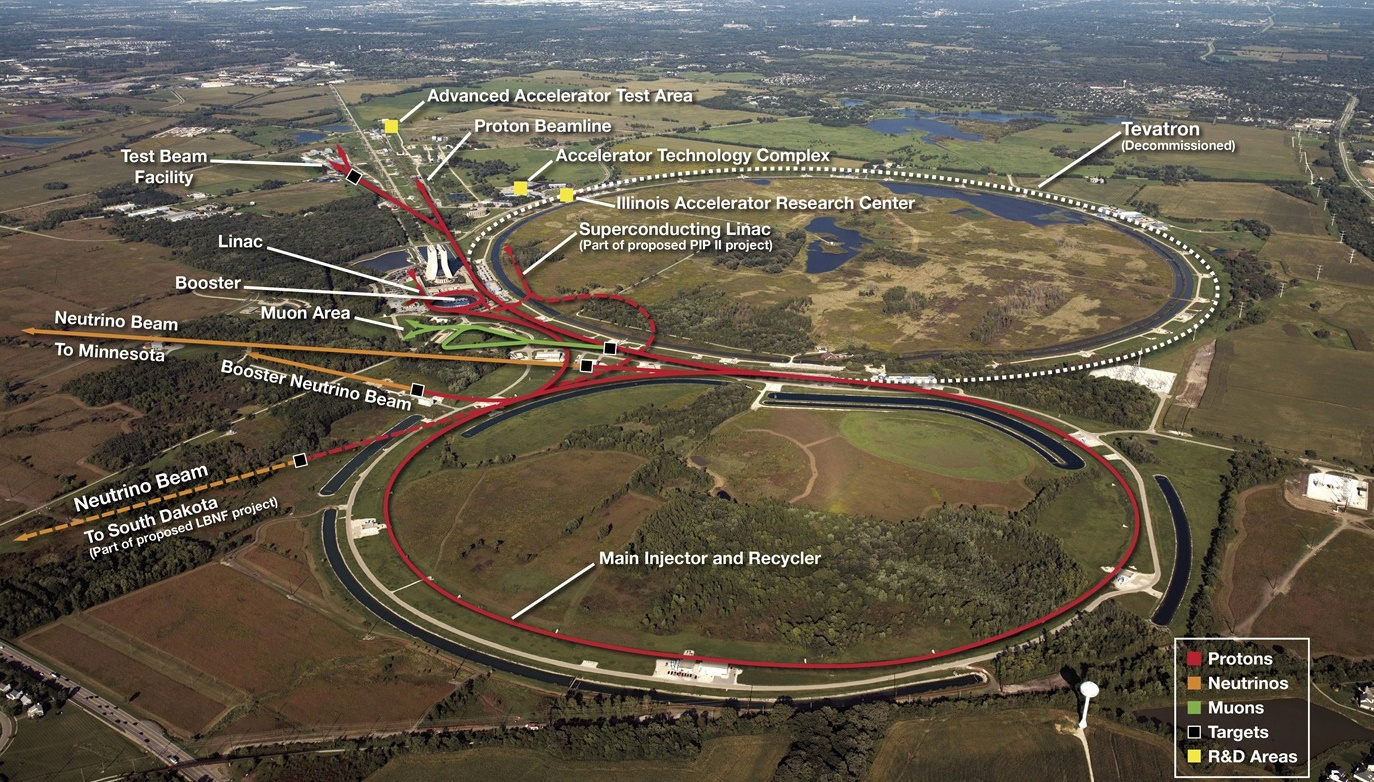 Advanced Accelerator Test Area
Proton Beamline
Tevatron
(Decommissioned)
Test Beam
Facility
Accelerator Technology Complex
Illinois Accelerator Research Center
Superconducting Linac
(Part of proposed PIP II project)
Linac
Booster
Muon Area
Neutrino Beam
To Minnesota
Booster Neutrino Beam
Neutrino Beam
To South Dakota
(Part of proposed LBNF project)
Main Injector and Recycler
Protons
Neutrinos
Muons
Targets
R&D Areas